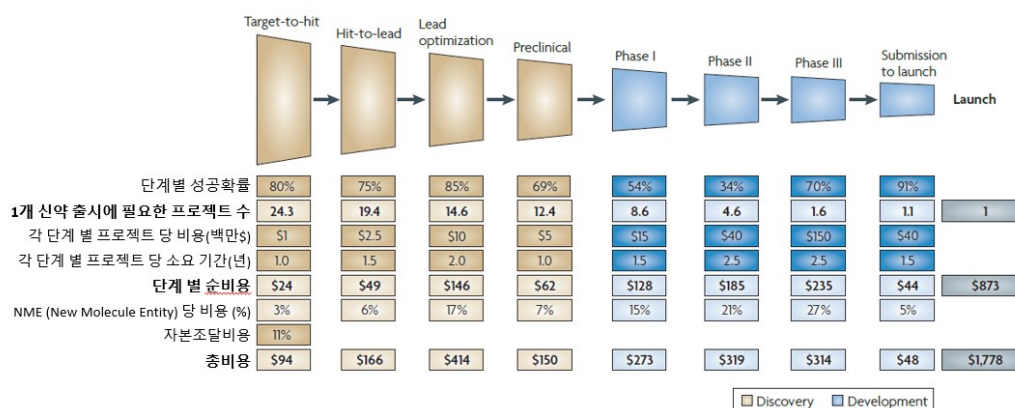 Target-to-hit
Hit-to-lead
Lead
optimization
Preclinical
Phase I
Phase II
Phase III
Submission
to launch
Launch
단계별 성공확률 80% 75% 85% 69% 54% 34% 70% 91%
1개 신약 출시에 필요한 프로젝트 수 24.3 19.4 14.6 12.4 8.6 4.6 1.6 1.1 1
각 단계 별 프로젝트 당 비용(백만$) $1 $2.5 $10 $5 $15 $40 $150 $40
각 단계 별 프로젝트 당 소요 기간(년) 1.0 1.5 2.0 1.0 1.5 2.5 2.5 1.5
단계 별 순비용 $24 $49 $146 $62 $128 $185 $235 $44 $873
NME (New Molecule Entity) 당 비용 (%) 3% 6% 17% 7% 15% 21% 27% 5%
자본조달비용 11%
총비용 $94 $166 $414 $150 $273 $319 $314 $48 $1,778
Discovery Development